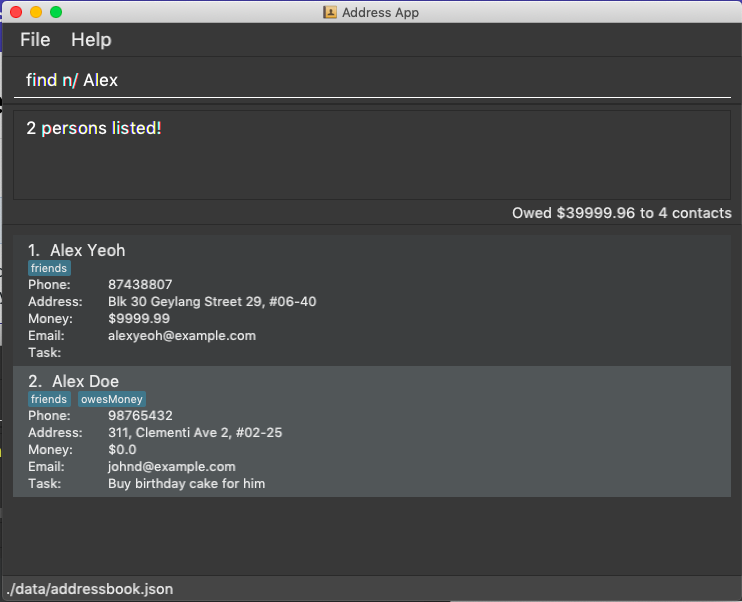 Address App
File Help
find n/ Alex
2 persons listed!
Owed $39999.96 to 4 contacts
1. Alex Yeoh
friends
Phone: 87438807
Address: Blk 30 Geylang Street 29, #06-40
Money: $9999.99
Email: alexyeoh@example.com
Task:
2. Alex Doe
friends owesMoney
Phone: 98765432
Address: 311, Clementi Ave 2, #02-25
Money: $0.0
Email: johnd@example.com
Task: Buy birthday cake for him
./data/addressbook.json